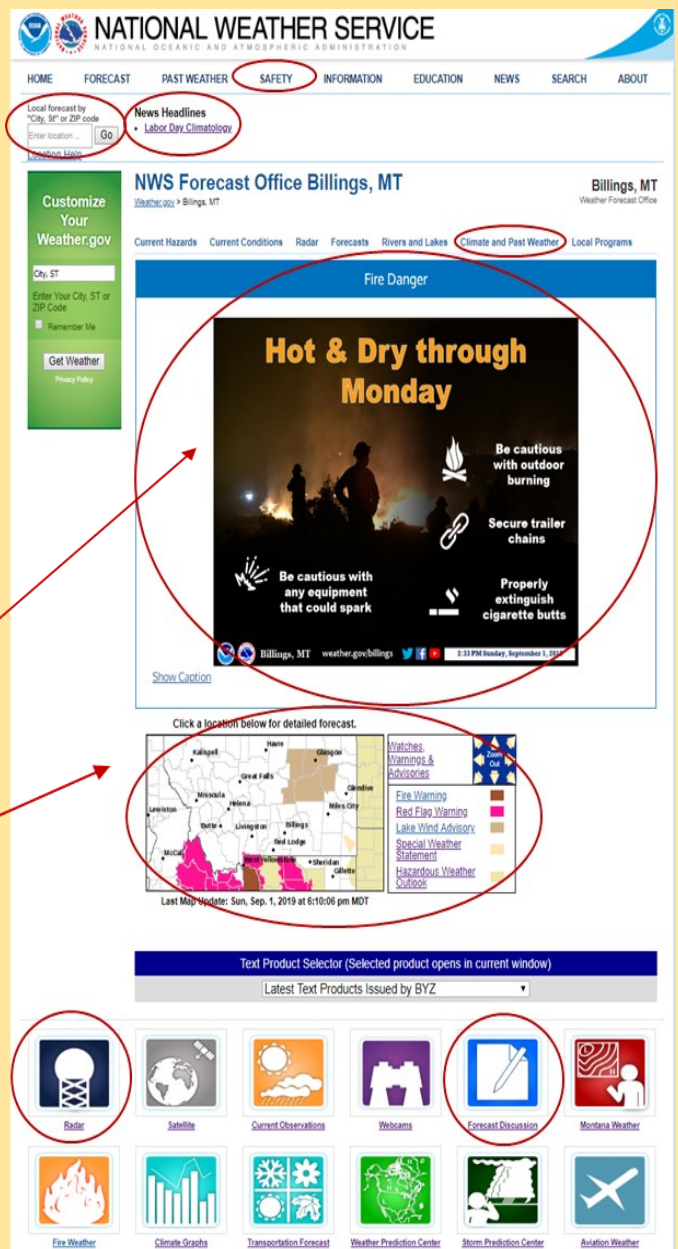 NATIONAL WEATHER SERVICE
NATIONAL OCEANIC AND ATMOSPHERIC ADMINISTRATION
HOME FORECAST PAST WEATHER SAFETY INFORMATION EDUCATION NEWS SEARCH ABOUT
Local forecast by
"City, St" or ZIP code
Enter location ...
Go
Location Help
News Headlines
Labor Day Climatology
Customize
Your
Weather.gov
City, ST
Enter Your City, ST or
ZIP Code
Remember Me
Get Weather
Privacy Policy
NWS Forecast Office Billings, MT
Weather.gov > Billings, MT
Billings, MT
Weather Forecast Office
Current Hazards Current Conditions Radar Forecasts Rivers and Lakes Climate and Past Weather Local Programs
Fire Danger
Hot & Dry through
Monday
Be cautious
with outdoor
burning
Secure trailer
chains
Be cautious with
any equipment
that could spark
Properly
extinguish
cigarette butts
Billings, MT weather.gov/billings 2:33 PM Sunday, September 1, 2019
Show Caption
Click a location below for detailed forecast.
Kalispell
Havre
Glasgow
Great Falls
Glendive
Missoula
Lewiston
Helena
Miles City
Butte
Livingston
Billings
Red Lodge
McCal
West Yellowstone
Sheridan
Gillette
Watches,
Warnings &
Advisories
Zoom
Out
Fire Warning
Red Flag Warning
Lake Wind Advisory
Special Weather
Statement
Hazardous Weather
Outlook
Last Map Update: Sun, Sep. 1, 2019 at 6:10:06 pm MDT
Text Product Selector (Selected product opens in current window)
Latest Text Products Issued by BYZ
Radar
Satellite
Current Observations
Webcams
Forecast Discussion
Montana Weather
Fire Weather
Climate Graphs
Transportation Forecast
Weather Prediction Center
Storm Prediction Center
Aviation Weather